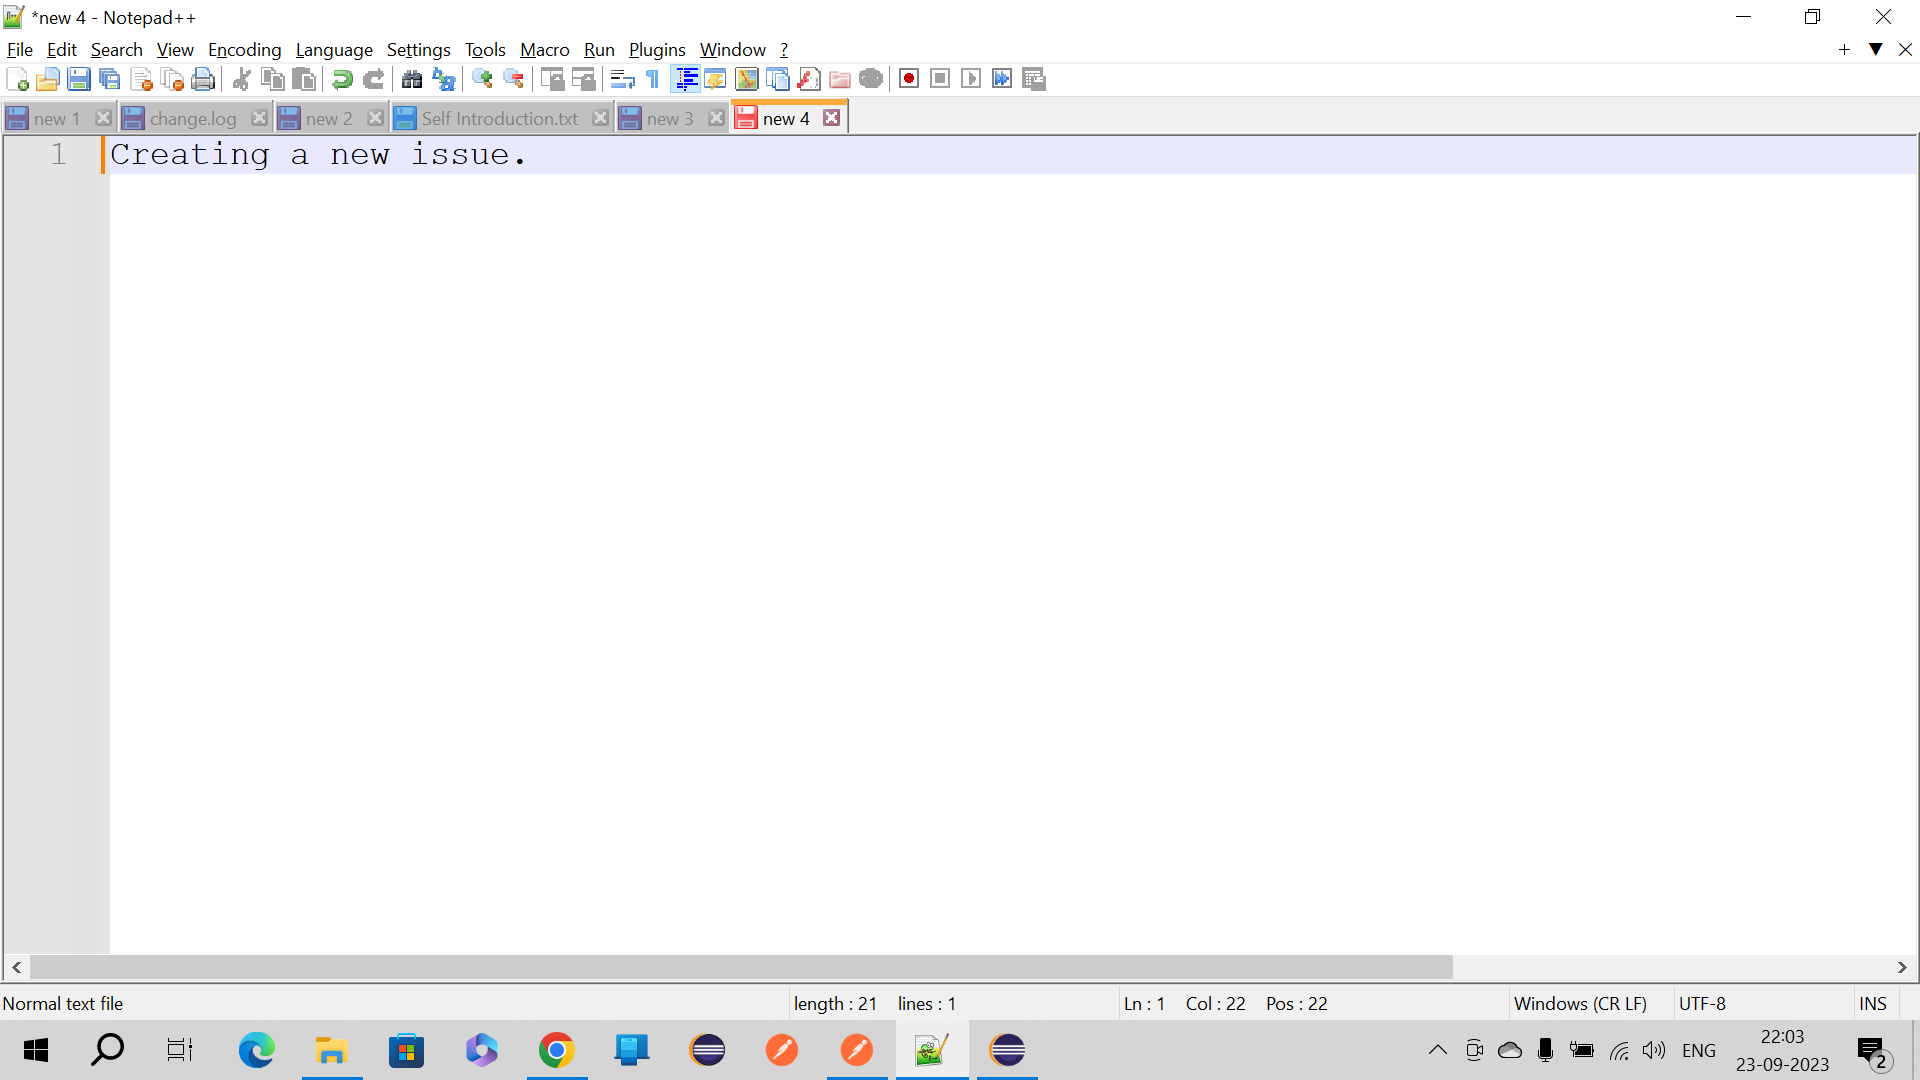 *new 4 - Notepad++
File Edit Search View Encoding Language Settings Tools Macro Run Plugins Window ?
new 1 change.log new 2 Self Introduction.txt new 3 new 4
1 Creating a new issue.
Normal text file length : 21 lines : 1 Ln : 1 Col : 22 Pos : 22 Windows (CR LF) UTF-8 INS
ENG 22:03
23-09-2023 2